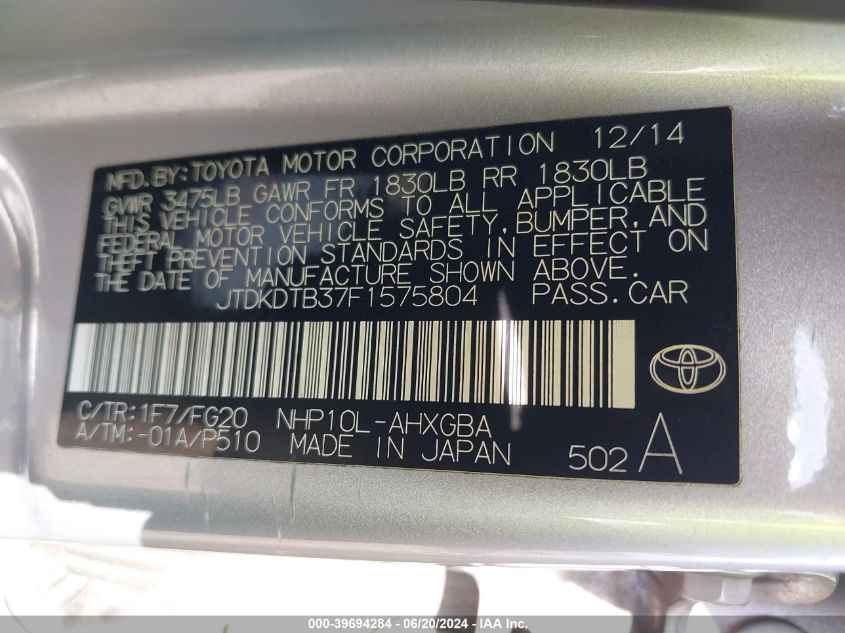 MFD. BY: TOYOTA MOTOR CORPORATION 12/14
GVWR 3475LB GAWR FR 1830LB RR 1830LB
THIS VEHICLE CONFORMS TO ALL APPLICABLE
FEDERAL MOTOR VEHICLE SAFETY, BUMPER, AND
THEFT PREVENTION STANDARDS IN EFFECT ON
THE DATE OF MANUFACTURE SHOWN ABOVE.
JTDKDTB37F1575804 PASS. CAR
C/TR: 1F7/FG20 NHP10L-AHXGBA
A/TM: -01A/P510 MADE IN JAPAN 502 A
000-39694284 / 06/20/2024 / IAA Inc.